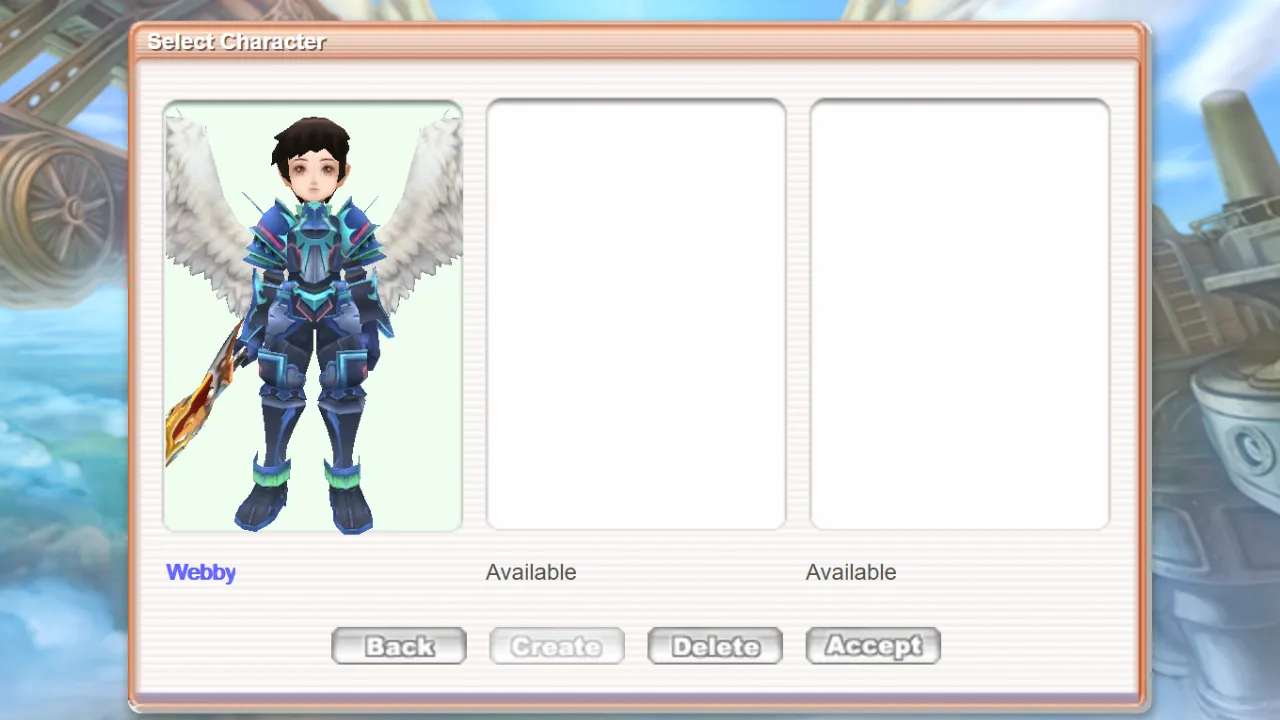 Select Character
Webby
Available
Available
Back
Create
Delete
Accept